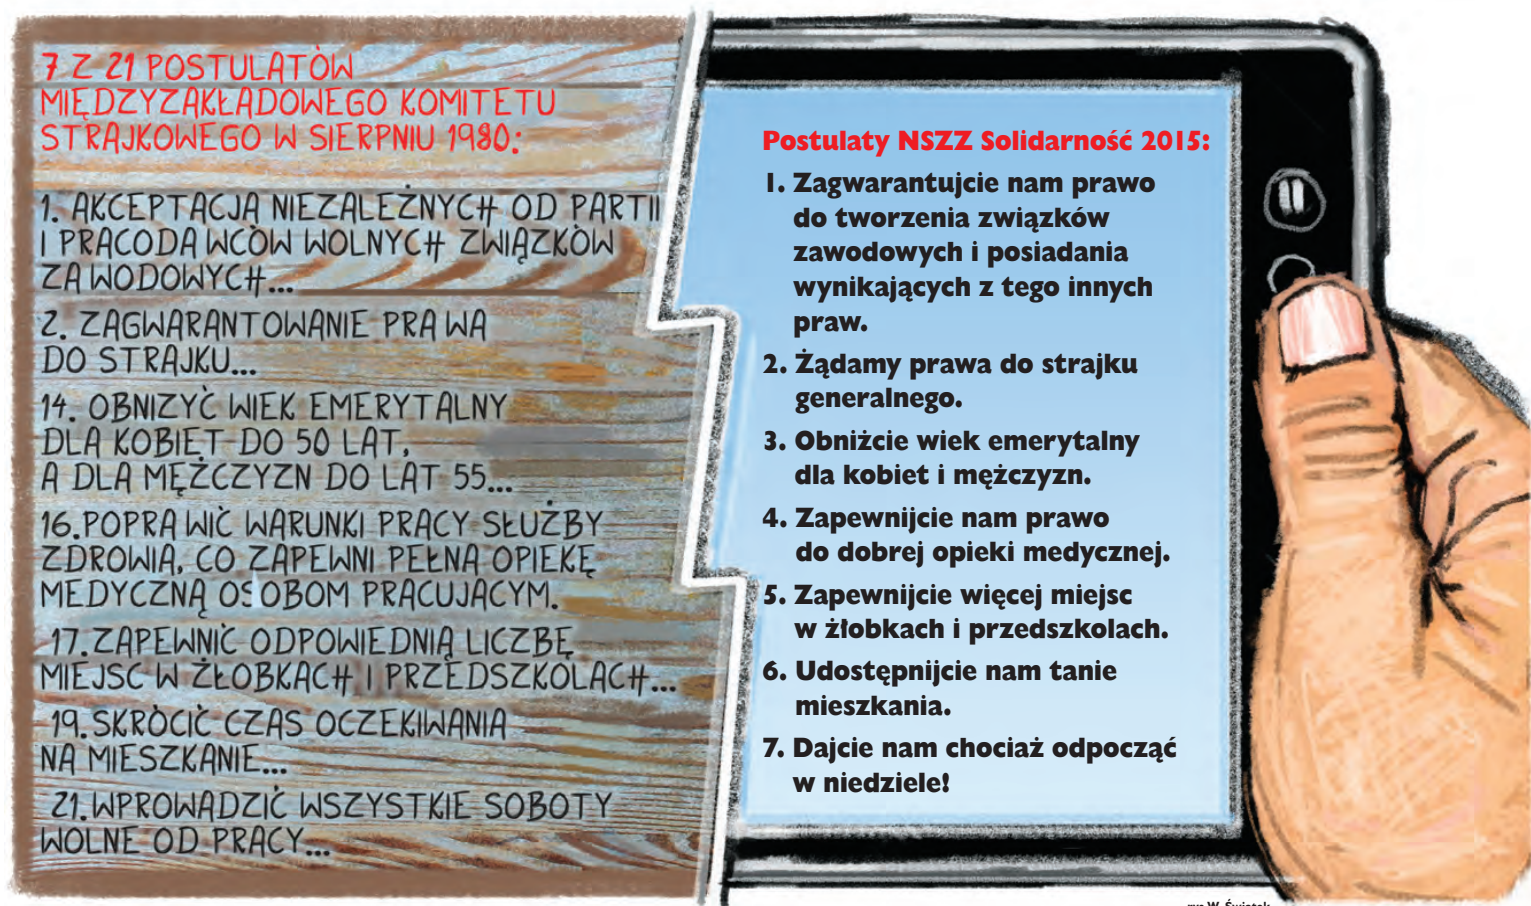 7 Z 21 POSTULATÓW
MIĘDZYZAKŁADOWEGO KOMITETU
STRAJKOWEGO W SIERPNIU 1980:
1. AKCEPTACJA NIEZALEŻNYCH OD PARTII
I PRACODAWCÓW WOLNYCH ZWIĄZKÓW
ZAWODOWYCH...
2. ZAGWARANTOWANIE PRAWA
DO STRAJKU...
14. OBNIŻYĆ WIEK EMERYTALNY
DLA KOBIET DO 50 LAT,
A DLA MĘŻCZYZN DO LAT 55...
16. POPRAWIĆ WARUNKI PRACY SŁUŻBY
ZDROWIA, CO ZAPEWNI PEŁNĄ OPIEKĘ
MEDYCZNĄ OSOBOM PRACUJĄCYM.
17. ZAPEWNIĆ ODPOWIEDNIĄ LICZBĘ
MIEJSC W ŻŁOBKACH I PRZEDSZKOLACH...
19. SKRÓCIĆ CZAS OCZEKIWANIA
NA MIESZKANIE...
21. WPROWADZIĆ WSZYSTKIE SOBOTY
WOLNE OD PRACY...
Postulaty NSZZ Solidarność 2015:
1. Zagwarantujcie nam prawo
do tworzenia związków
zawodowych i posiadania
wynikających z tego innych
praw.
2. Żądamy prawa do strajku
generalnego.
3. Obniżcie wiek emerytalny
dla kobiet i mężczyzn.
4. Zapewnijcie nam prawo
do dobrej opieki medycznej.
5. Zapewnijcie więcej miejsc
w żłobkach i przedszkolach.
6. Udostępnijcie nam tanie
mieszkania.
7. Dajcie nam chociaż odpocząć
w niedziele!